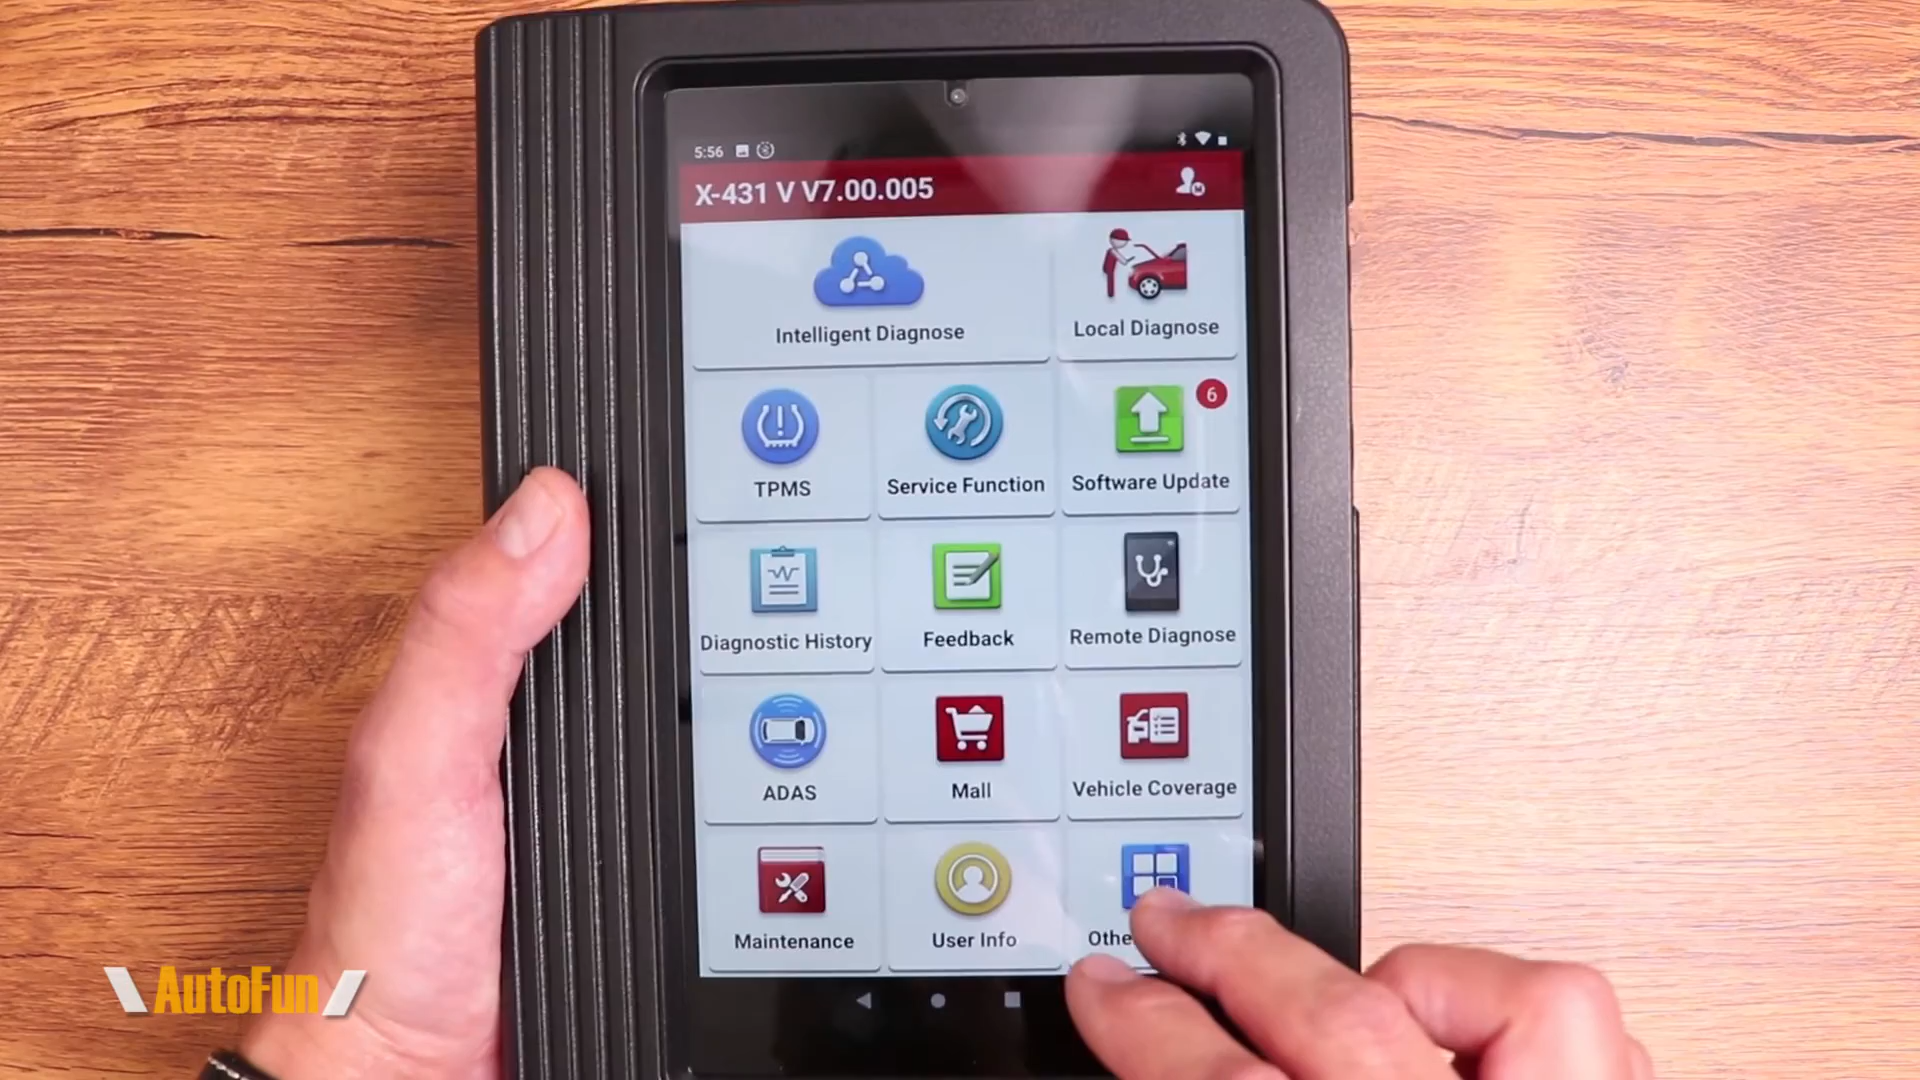 5:56
X-431 V V7.00.005
Intelligent Diagnose
Local Diagnose
TPMS
Service Function
Software Update
6
Diagnostic History
Feedback
Remote Diagnose
ADAS
Mall
Vehicle Coverage
Maintenance
User Info
AutoFun